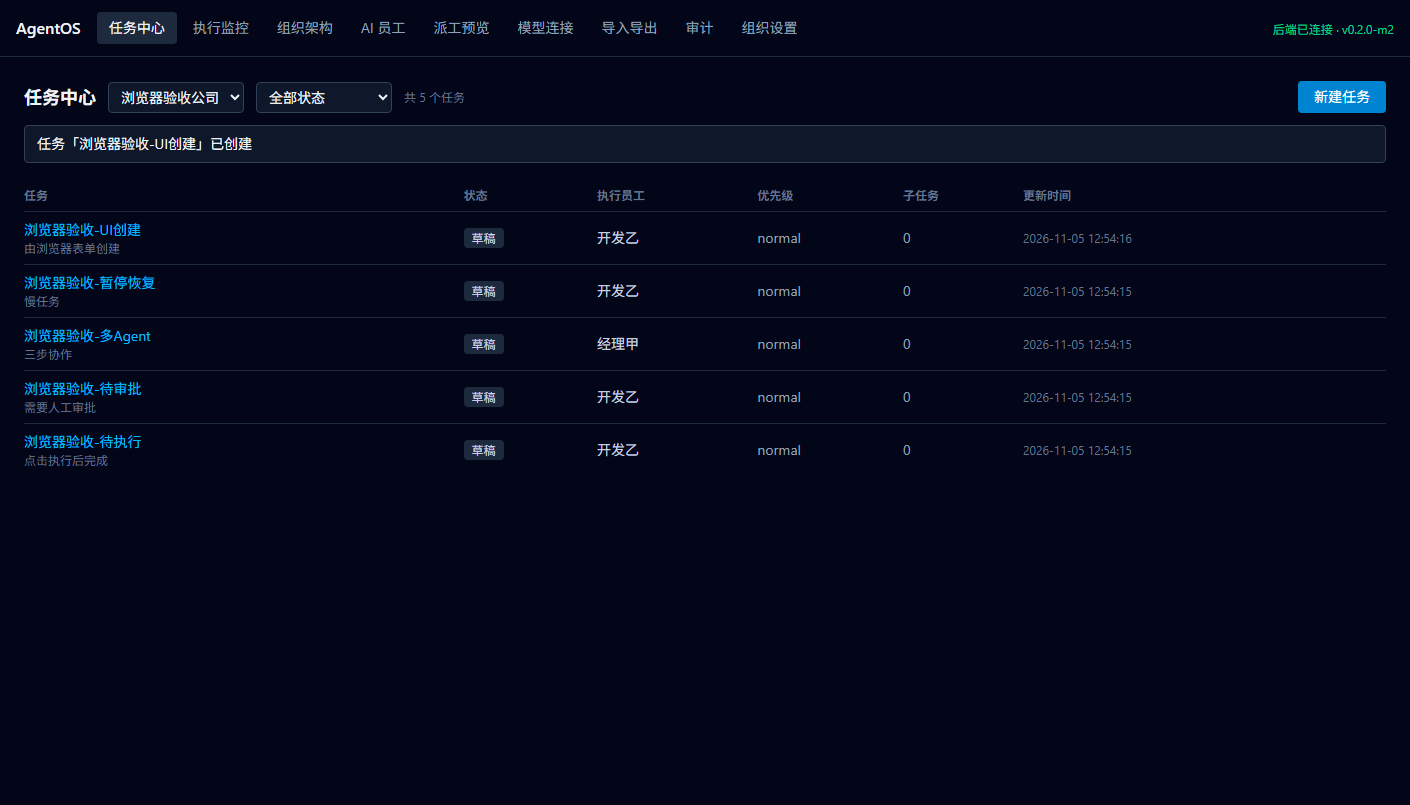 AgentOS 任务中心 执行监控 组织架构 AI 员工 派工预览 模型连接 导入导出 审计 组织设置 后端已连接 · v0.2.0-m2
任务中心 浏览器验收公司 全部状态 共 5 个任务 新建任务
任务「浏览器验收-UI创建」已创建
任务 状态 执行员工 优先级 子任务 更新时间
浏览器验收-UI创建 草稿 开发乙 normal 0 2026-11-05 12:54:16
由浏览器表单创建
浏览器验收-暂停恢复 草稿 开发乙 normal 0 2026-11-05 12:54:15
慢任务
浏览器验收-多Agent 草稿 经理甲 normal 0 2026-11-05 12:54:15
三步协作
浏览器验收-待审批 草稿 开发乙 normal 0 2026-11-05 12:54:15
需要人工审批
浏览器验收-待执行 草稿 开发乙 normal 0 2026-11-05 12:54:15
点击执行后完成